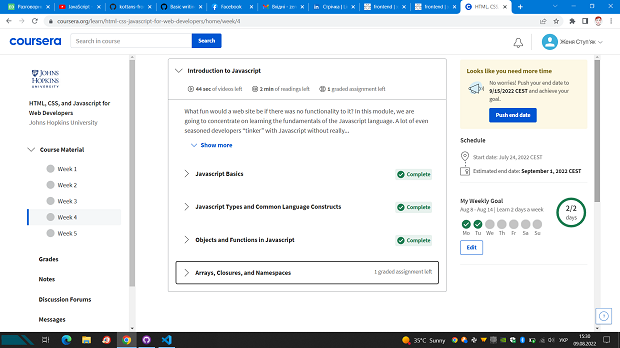 Разговор
JavaScript
kottans-fro
Basic writin
Facebook
Вхідні - zen
Стрічка | Li
frontend |
frontend |
HTML, CSS
coursera.org/learn/html-css-javascript-for-web-developers/home/week/4
coursera
Search in course
Search
Женя Ступ'як
JOHNS HOPKINS
UNIVERSITY
HTML, CSS, and Javascript for
Web Developers
Johns Hopkins University
Course Material
Week 1
Week 2
Week 3
Week 4
Week 5
Grades
Notes
Discussion Forums
Messages
Introduction to Javascript
44 sec of videos left
2 min of readings left
1 graded assignment left
What fun would a web site be if there was no functionality to it? In this module, we are
going to concentrate on learning the fundamentals of the Javascript language. A lot of even
seasoned developers "tinker" with Javascript without really...
Show more
Javascript Basics
Complete
Javascript Types and Common Language Constructs
Complete
Objects and Functions in Javascript
Complete
Arrays, Closures, and Namespaces
1 graded assignment left
Looks like you need more time
No worries! Push your end date to
9/15/2022 CEST and achieve your
goal.
Push end date
Schedule
Start date: July 24, 2022 CEST
Estimated end date: September 1, 2022 CEST
My Weekly Goal
Aug 8 - Aug 14 | Learn 2 days a week
2/2
days
Mo Tu We Th Fr Sa Su
Edit
35°C Sunny
УКР
15:30
09.08.2022